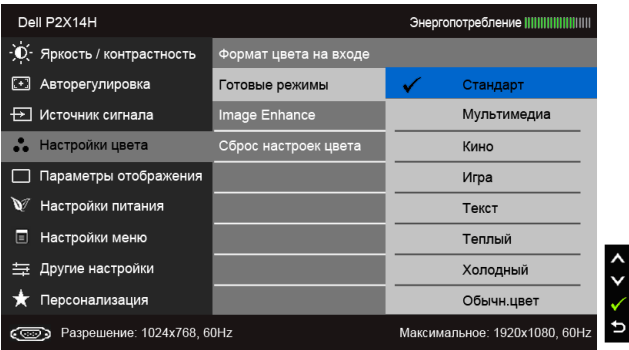 Dell P2X14H
Энергопотребление
Яркость / контрастность
Формат цвета на входе
Авторегулировка
Готовые режимы
Стандарт
Источник сигнала
Image Enhance
Мультимедиа
Настройки цвета
Сброс настроек цвета
Кино
Параметры отображения
Игра
Настройки питания
Текст
Настройки меню
Теплый
Другие настройки
Холодный
Персонализация
Обычн.цвет
Разрешение: 1024x768, 60Hz
Максимальное: 1920x1080, 60Hz